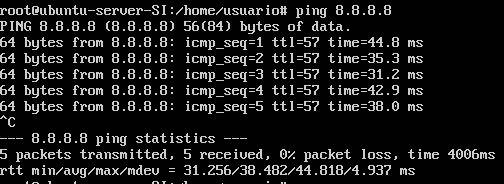 root@ubuntu-server-SI:/home/usuario# ping 8.8.8.8
PING 8.8.8.8 (8.8.8.8) 56(84) bytes of data.
64 bytes from 8.8.8.8: icmp_seq=1 ttl=57 time=44.8 ms
64 bytes from 8.8.8.8: icmp_seq=2 ttl=57 time=35.3 ms
64 bytes from 8.8.8.8: icmp_seq=3 ttl=57 time=31.2 ms
64 bytes from 8.8.8.8: icmp_seq=4 ttl=57 time=42.9 ms
64 bytes from 8.8.8.8: icmp_seq=5 ttl=57 time=38.0 ms
^C
--- 8.8.8.8 ping statistics ---
5 packets transmitted, 5 received, 0% packet loss, time 4006ms
rtt min/avg/max/mdev = 31.256/38.482/44.818/4.937 ms